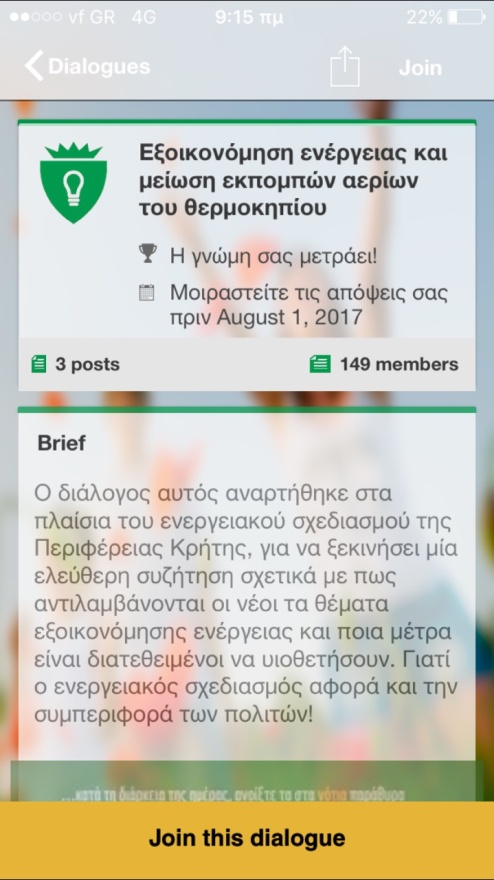 vf GR 4G 9:15 πμ 22%
Dialogues Join
Εξοικονόμηση ενέργειας και
μείωση εκπομπών αερίων
του θερμοκηπίου
Η γνώμη σας μετράει!
Μοιραστείτε τις απόψεις σας
πριν August 1, 2017
3 posts 149 members
Brief
Ο διάλογος αυτός αναρτήθηκε στα
πλαίσια του ενεργειακού σχεδιασμού της
Περιφέρειας Κρήτης, για να ξεκινήσει μία
ελεύθερη συζήτηση σχετικά με πως
αντιλαμβάνονται οι νέοι τα θέματα
εξοικονόμησης ενέργειας και ποια μέτρα
είναι διατεθειμένοι να υιοθετήσουν. Γιατί
ο ενεργειακός σχεδιασμός αφορά και την
συμπεριφορά των πολιτών!
...κατά τη διάρκεια της ημέρας, ανοίξτε τα στα νότια παράθυρα
Join this dialogue